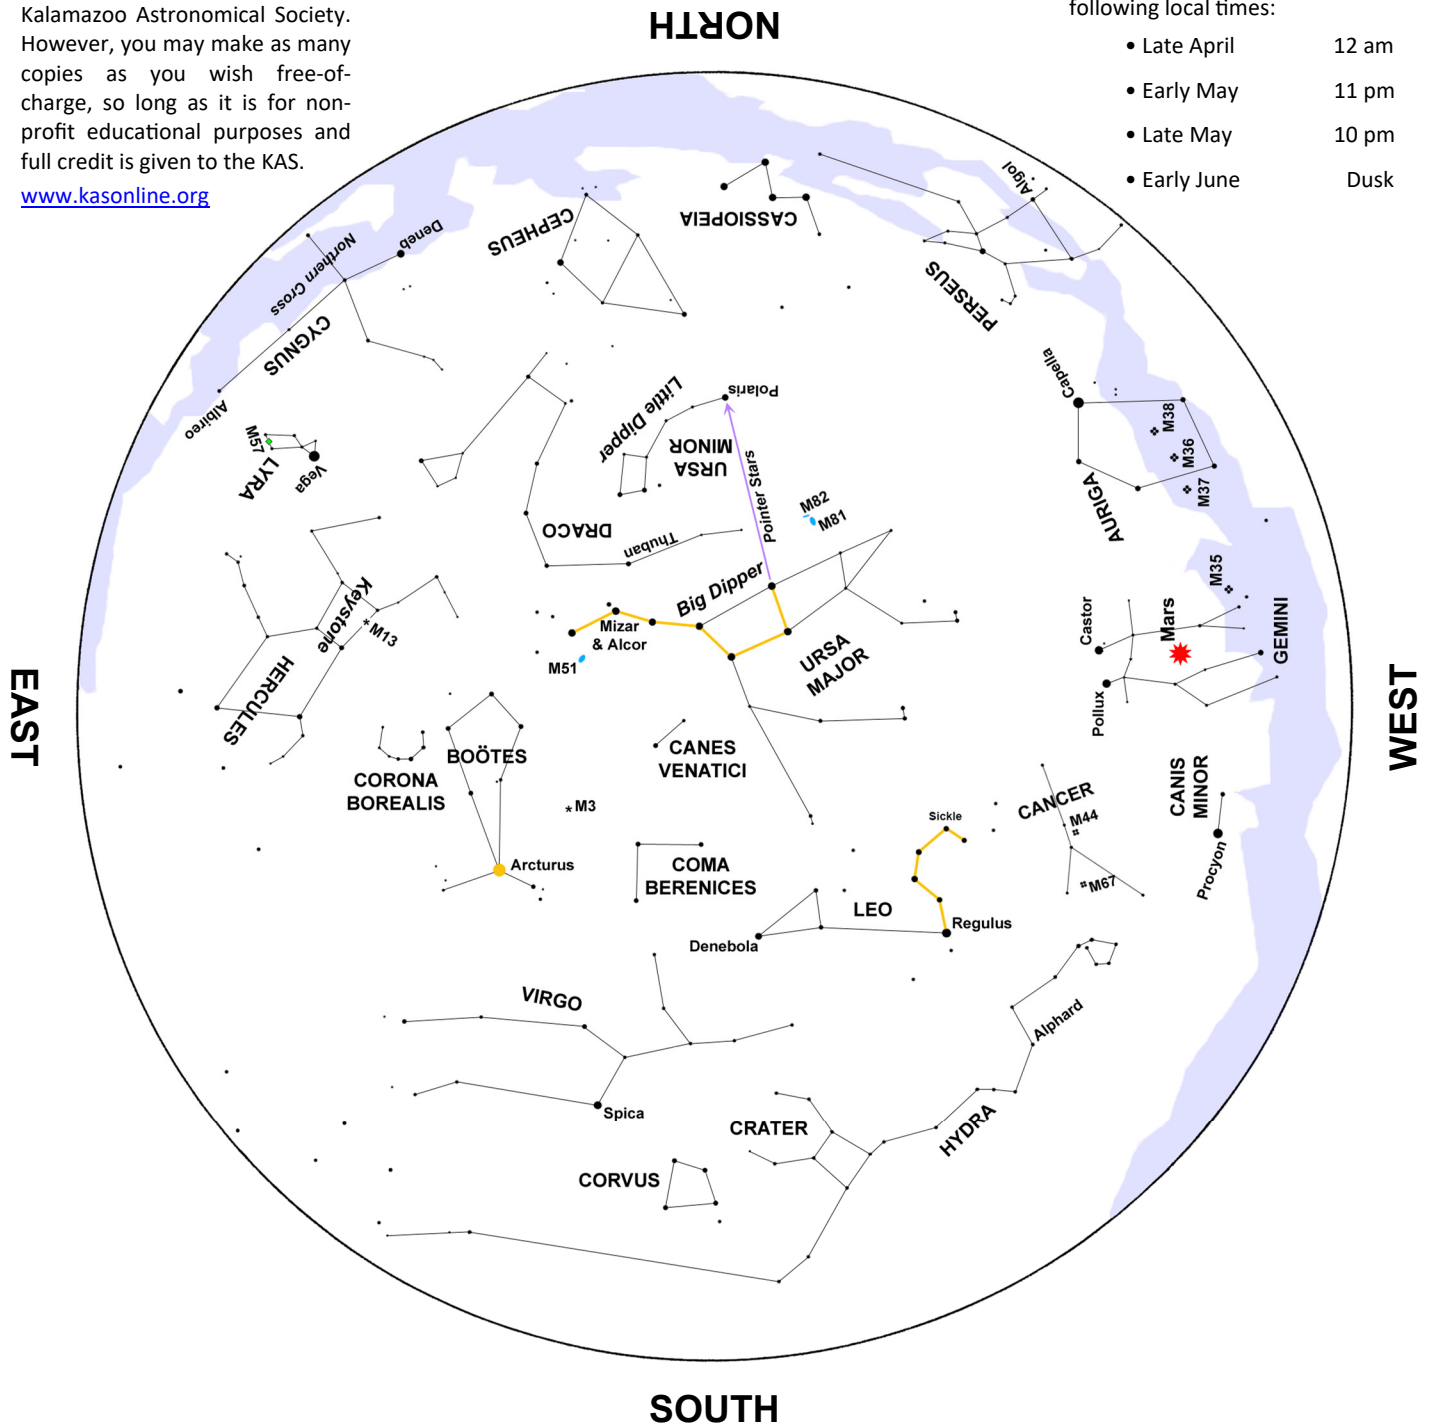 Kalamazoo Astronomical Society.
However, you may make as many
copies as you wish free-of-
charge, so long as it is for non-
profit educational purposes and
full credit is given to the KAS.
www.kasonline.org
following local times:
• Late April 12 am
• Early May 11 pm
• Late May 10 pm
• Early June Dusk
NORTH
Algol
CASSIOPEIA
CEPHEUS
Deneb
Northern Cross
PERSEUS
CYGNUS
Capella
Polaris
Little Dipper
Albireo
M38
M57
URSA
MINOR
M36
LYRA
Vega
Pointer Stars
M37
M82
M81
AURIGA
DRACO
Thuban
M35
Big Dipper
Keystone
Mizar
& Alcor
M13
Castor
Mars
GEMINI
URSA
MAJOR
M51
HERCULES
EAST
WEST
Pollux
BOÖTES
CANES
VENATICI
CORONA
BOREALIS
CANIS
MINOR
M3
CANCER
Sickle
M44
Arcturus
COMA
BERENICES
Procyon
M67
LEO
Regulus
Denebola
VIRGO
Alphard
Spica
CRATER
HYDRA
CORVUS
SOUTH